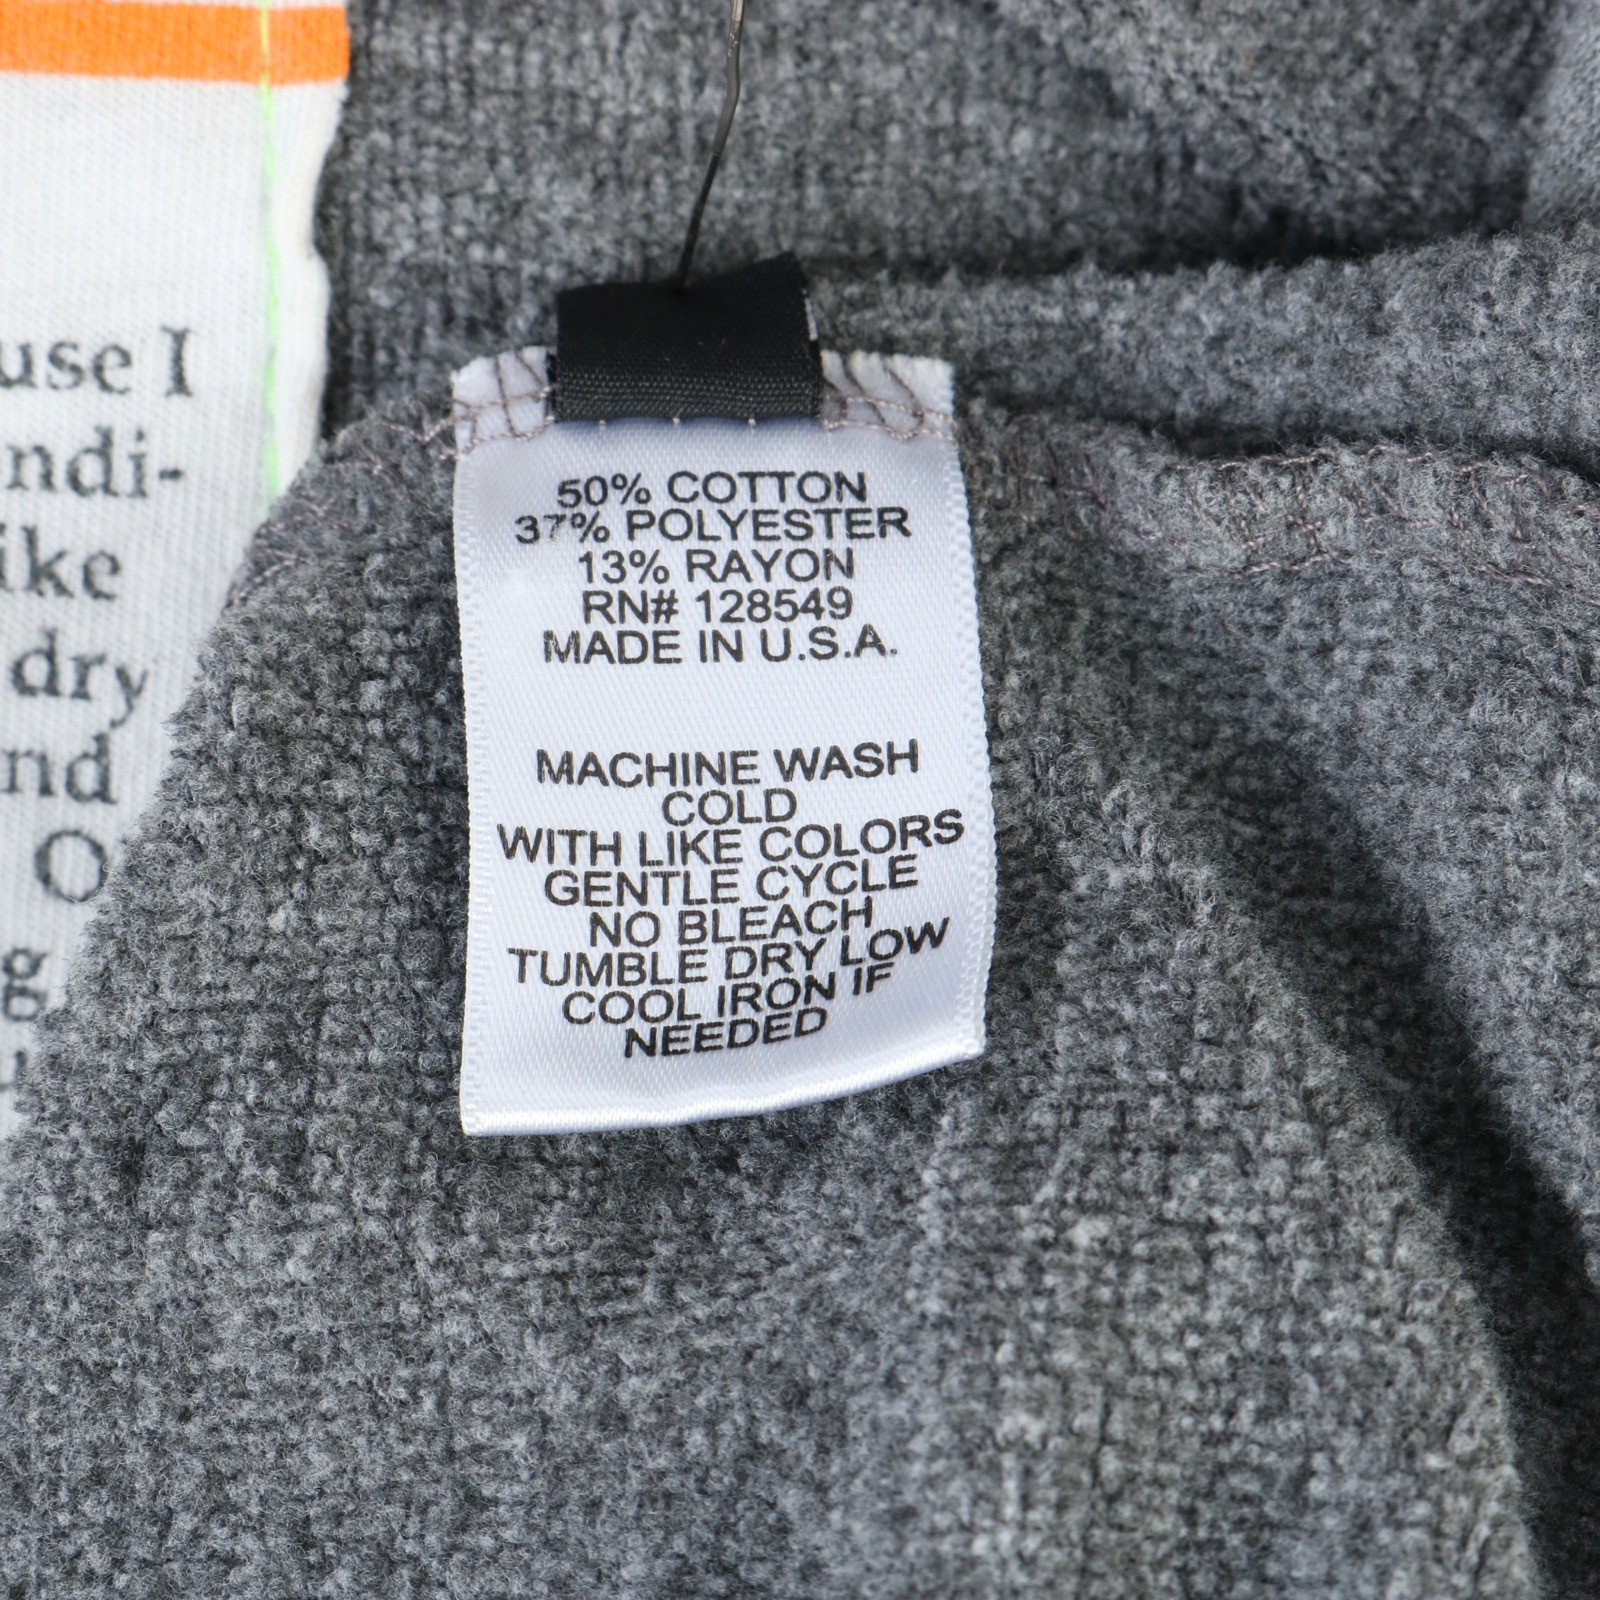 50% COTTON
37% POLYESTER
13% RAYON
RN# 128549
MADE IN U.S.A.
MACHINE WASH
COLD
WITH LIKE COLORS
GENTLE CYCLE
NO BLEACH
TUMBLE DRY LOW
COOL IRON IF
NEEDED
use I
ndi-
ike
dry
nd
O
g